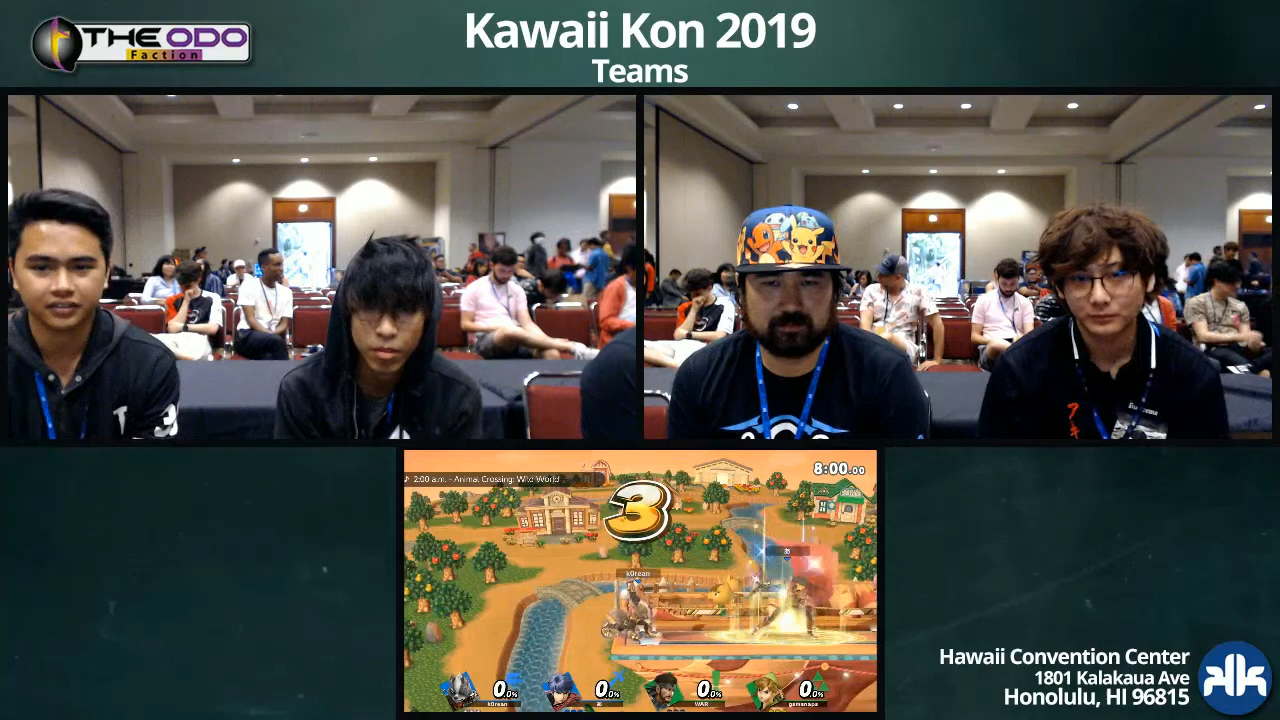 THE ODO
Faction
Kawaii Kon 2019
Teams
2:00 a.m. - Animal Crossing: Wild World
8:00.00
3
k0rean
0.0%
0.0%
0.0%
0.0%
k0rean
WAR
gamanapa
Hawaii Convention Center
1801 Kalakaua Ave
Honolulu, HI 96815